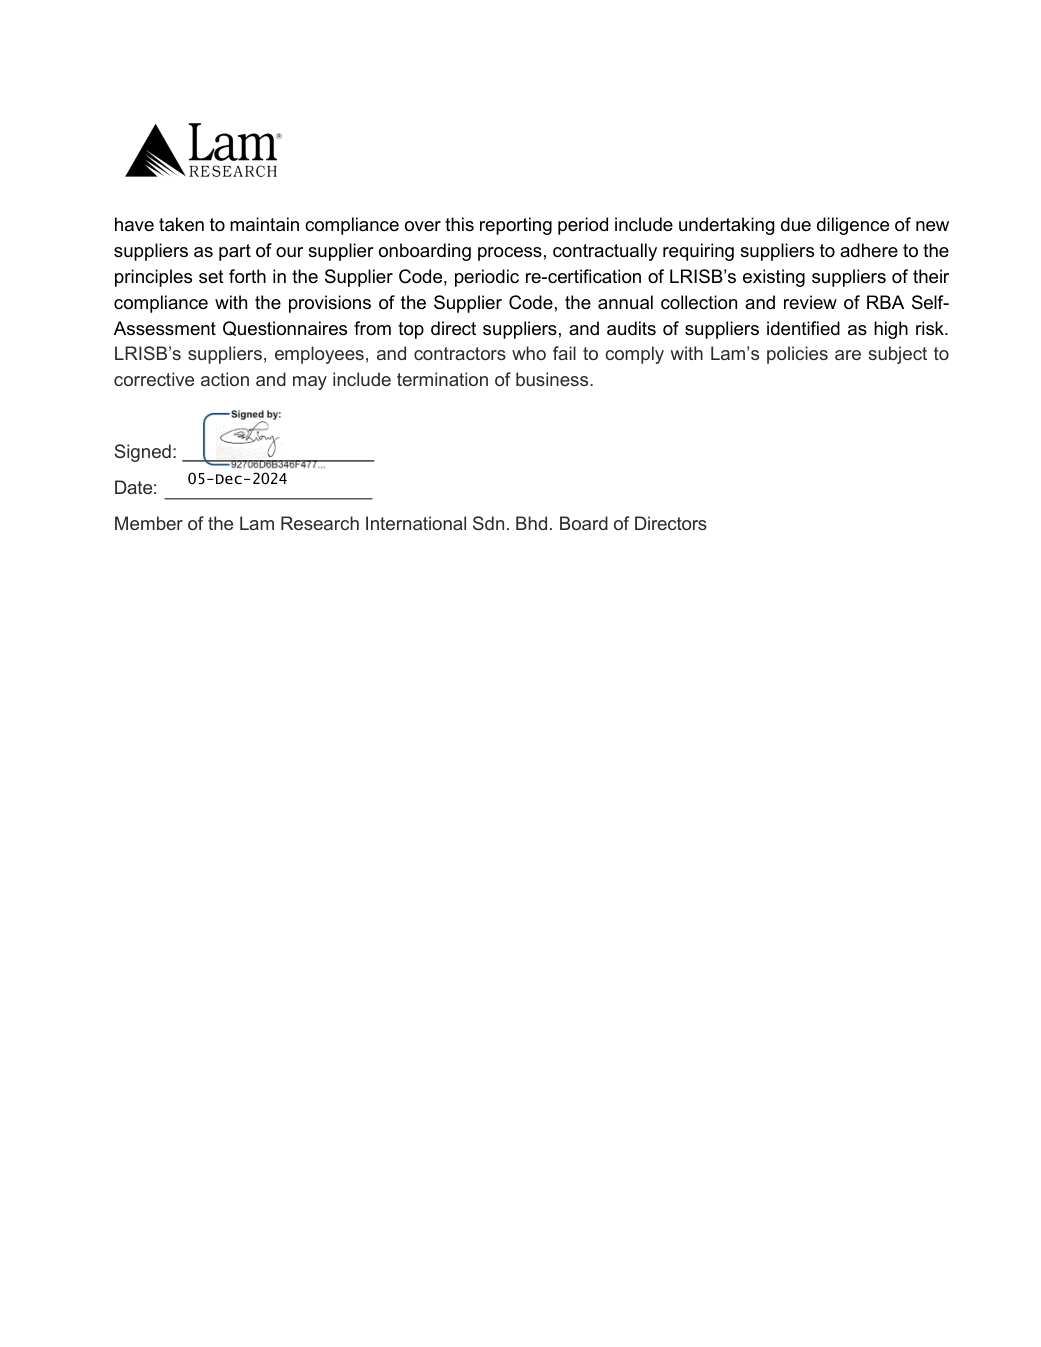 Lam®
RESEARCH
have taken to maintain compliance over this reporting period include undertaking due diligence of new
suppliers as part of our supplier onboarding process, contractually requiring suppliers to adhere to the
principles set forth in the Supplier Code, periodic re-certification of LRISB’s existing suppliers of their
compliance with the provisions of the Supplier Code, the annual collection and review of RBA Self-
Assessment Questionnaires from top direct suppliers, and audits of suppliers identified as high risk.
LRISB’s suppliers, employees, and contractors who fail to comply with Lam’s policies are subject to
corrective action and may include termination of business.
Signed by:
Signed:
92706D6B346F477...
Date: 05-Dec-2024
Member of the Lam Research International Sdn. Bhd. Board of Directors